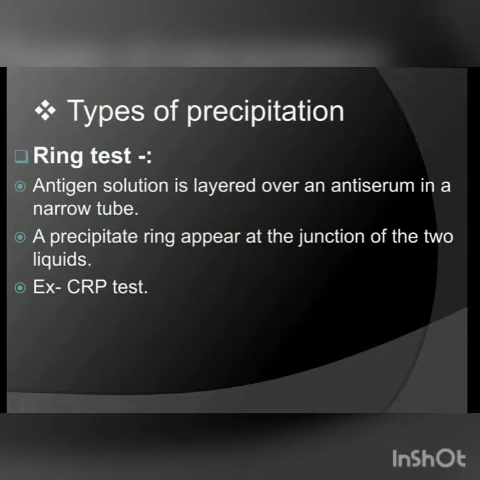 ❖ Types of precipitation
❑ Ring test -:
Antigen solution is layered over an antiserum in a
narrow tube.
A precipitate ring appear at the junction of the two
liquids.
Ex- CRP test.
InShOt